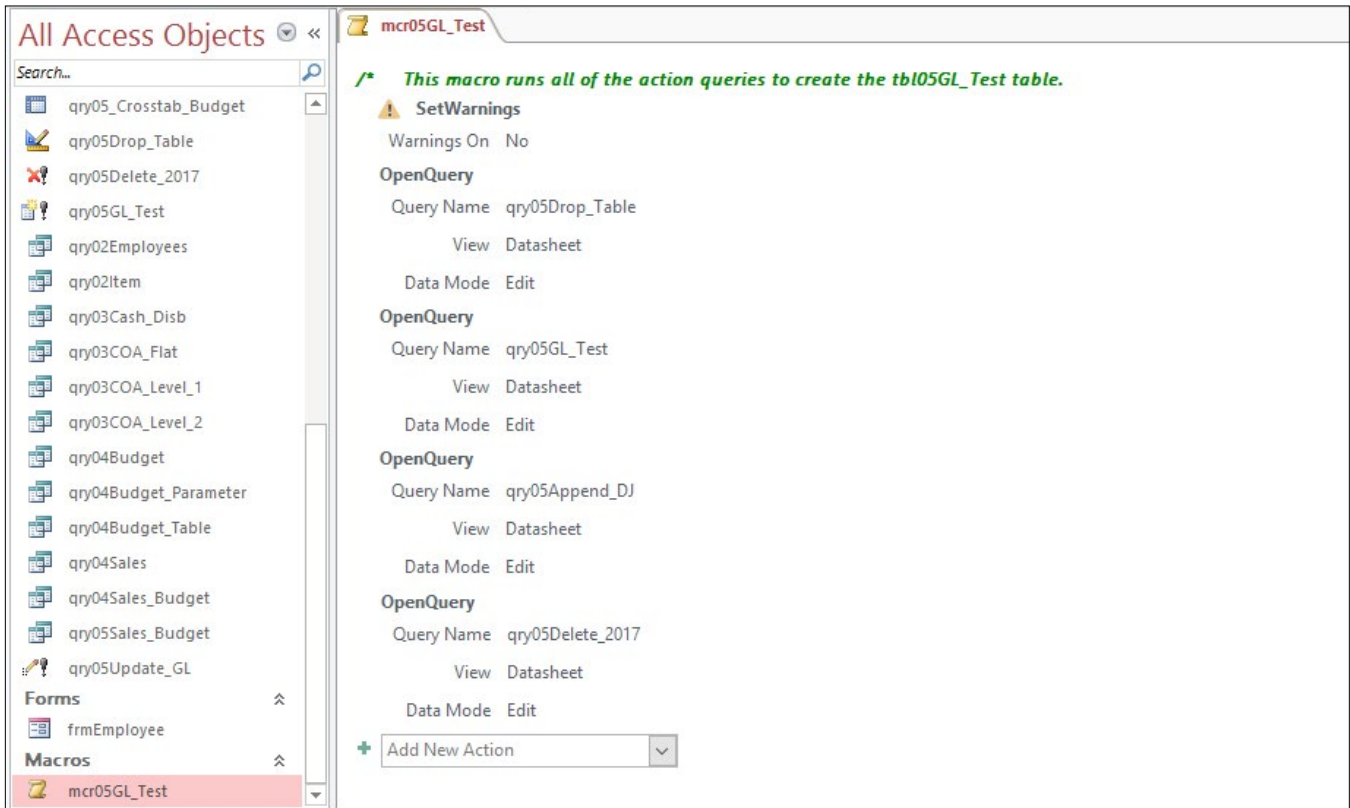 All Access Objects «
Search...
qry05_Crosstab_Budget
qry05Drop_Table
qry05Delete_2017
qry05GL_Test
qry02Employees
qry02Item
qry03Cash_Disb
qry03COA_Flat
qry03COA_Level_1
qry03COA_Level_2
qry04Budget
qry04Budget_Parameter
qry04Budget_Table
qry04Sales
qry04Sales_Budget
qry05Sales_Budget
qry05Update_GL
Forms
frmEmployee
Macros
mcr05GL_Test
mcr05GL_Test
/* This macro runs all of the action queries to create the tbl05GL_Test table.
SetWarnings
Warnings On No
OpenQuery
Query Name qry05Drop_Table
View Datasheet
Data Mode Edit
OpenQuery
Query Name qry05GL_Test
View Datasheet
Data Mode Edit
OpenQuery
Query Name qry05Append_DJ
View Datasheet
Data Mode Edit
OpenQuery
Query Name qry05Delete_2017
View Datasheet
Data Mode Edit
Add New Action